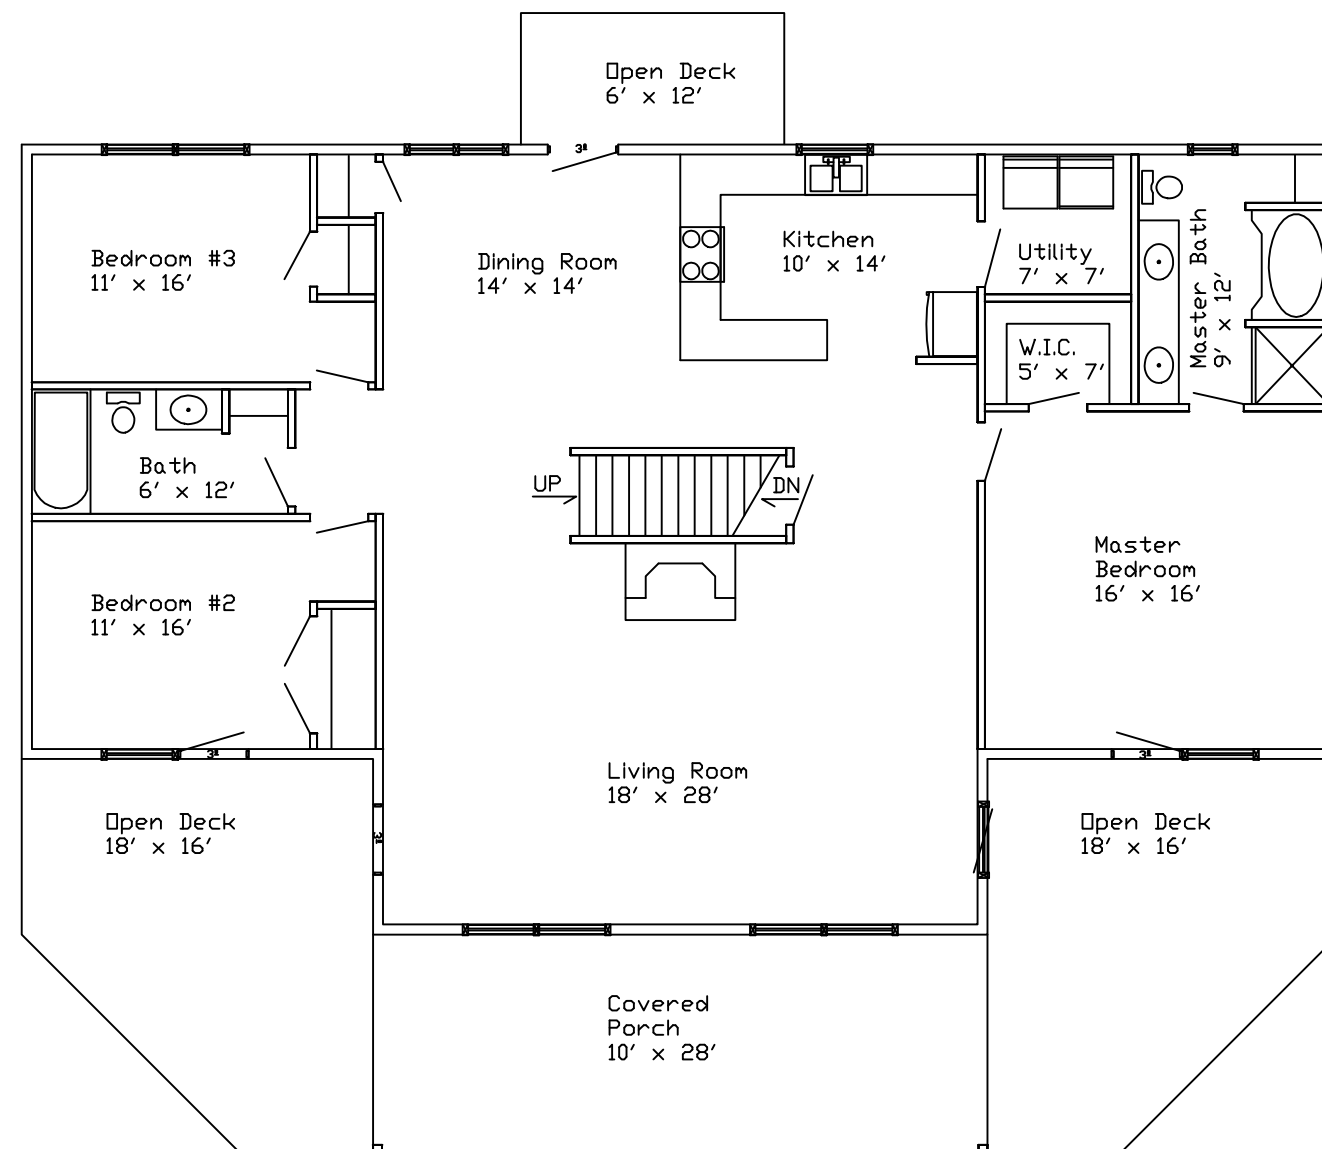 Open Deck
6' x 12'
3⁰
Bedroom #3
11' x 16'
Dining Room
14' x 14'
Kitchen
10' x 14'
Utility
7' x 7'
Master Bath
9' x 12'
W.I.C.
5' x 7'
Bath
6' x 12'
UP
DN
Master
Bedroom
16' x 16'
Bedroom #2
11' x 16'
3⁰
3⁰
Living Room
18' x 28'
Open Deck
18' x 16'
3⁰
Open Deck
18' x 16'
Covered
Porch
10' x 28'